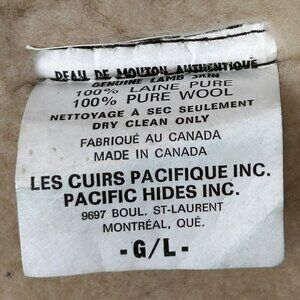 PEAU DE MOUTON AUTHENTIQUE
GENUINE LAMB SKIN
100% LAINE PURE
100% PURE WOOL
NETTOYAGE À SEC SEULEMENT
DRY CLEAN ONLY
FABRIQUÉ AU CANADA
MADE IN CANADA
LES CUIRS PACIFIQUE INC.
PACIFIC HIDES INC.
9697 BOUL. ST-LAURENT
MONTRÉAL, QUÉ.
- G/L -